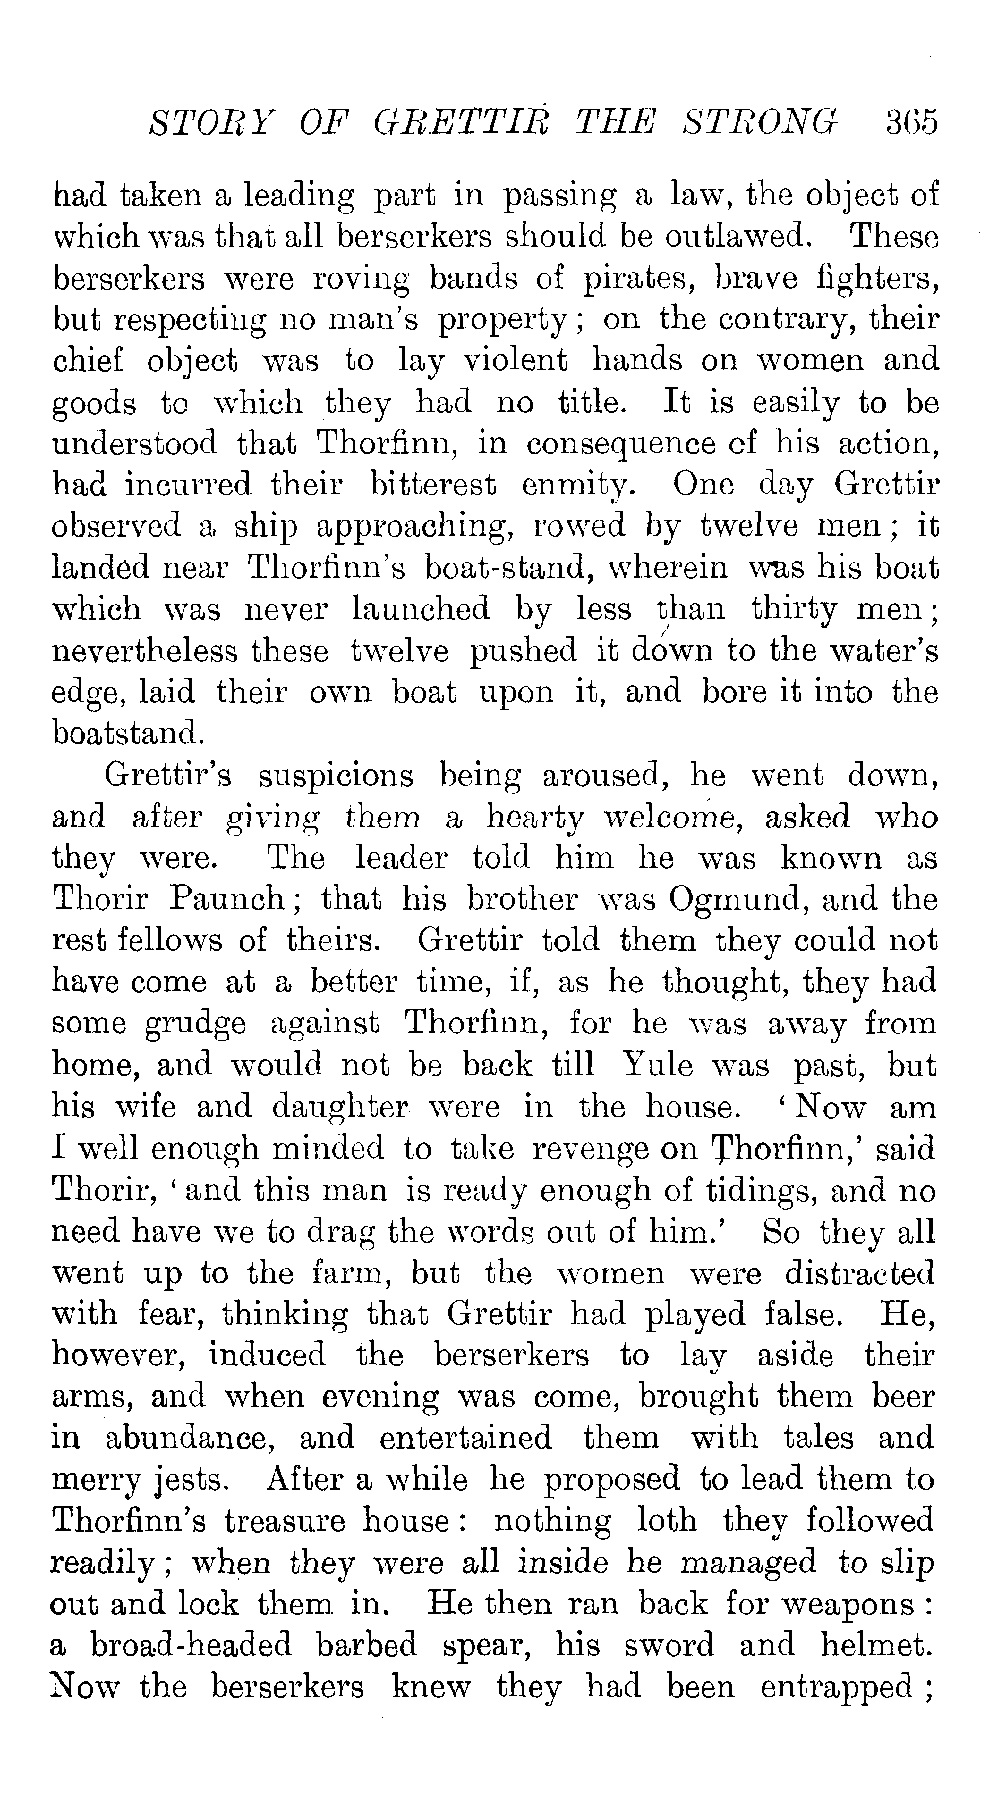 STORY OF GRETTIR THE STRONG 365
had taken a leading part in passing a law, the object of
which was that all berserkers should be outlawed. These
berserkers were roving bands of pirates, brave fighters,
but respecting no man's property; on the contrary, their
chief object was to lay violent hands on women and
goods to which they had no title. It is easily to be
understood that Thorfinn, in consequence of his action,
had incurred their bitterest enmity. One day Grettir
observed a ship approaching, rowed by twelve men; it
landed near Thorfinn's boat-stand, wherein was his boat
which was never launched by less than thirty men;
nevertheless these twelve pushed it down to the water's
edge, laid their own boat upon it, and bore it into the
boatstand.
Grettir's suspicions being aroused, he went down,
and after giving them a hearty welcome, asked who
they were. The leader told him he was known as
Thorir Paunch; that his brother was Ogmund, and the
rest fellows of theirs. Grettir told them they could not
have come at a better time, if, as he thought, they had
some grudge against Thorfinn, for he was away from
home, and would not be back till Yule was past, but
his wife and daughter were in the house. 'Now am
I well enough minded to take revenge on Thorfinn,' said
Thorir, 'and this man is ready enough of tidings, and no
need have we to drag the words out of him.' So they all
went up to the farm, but the women were distracted
with fear, thinking that Grettir had played false. He,
however, induced the berserkers to lay aside their
arms, and when evening was come, brought them beer
in abundance, and entertained them with tales and
merry jests. After a while he proposed to lead them to
Thorfinn's treasure house: nothing loth they followed
readily; when they were all inside he managed to slip
out and lock them in. He then ran back for weapons:
a broad-headed barbed spear, his sword and helmet.
Now the berserkers knew they had been entrapped;